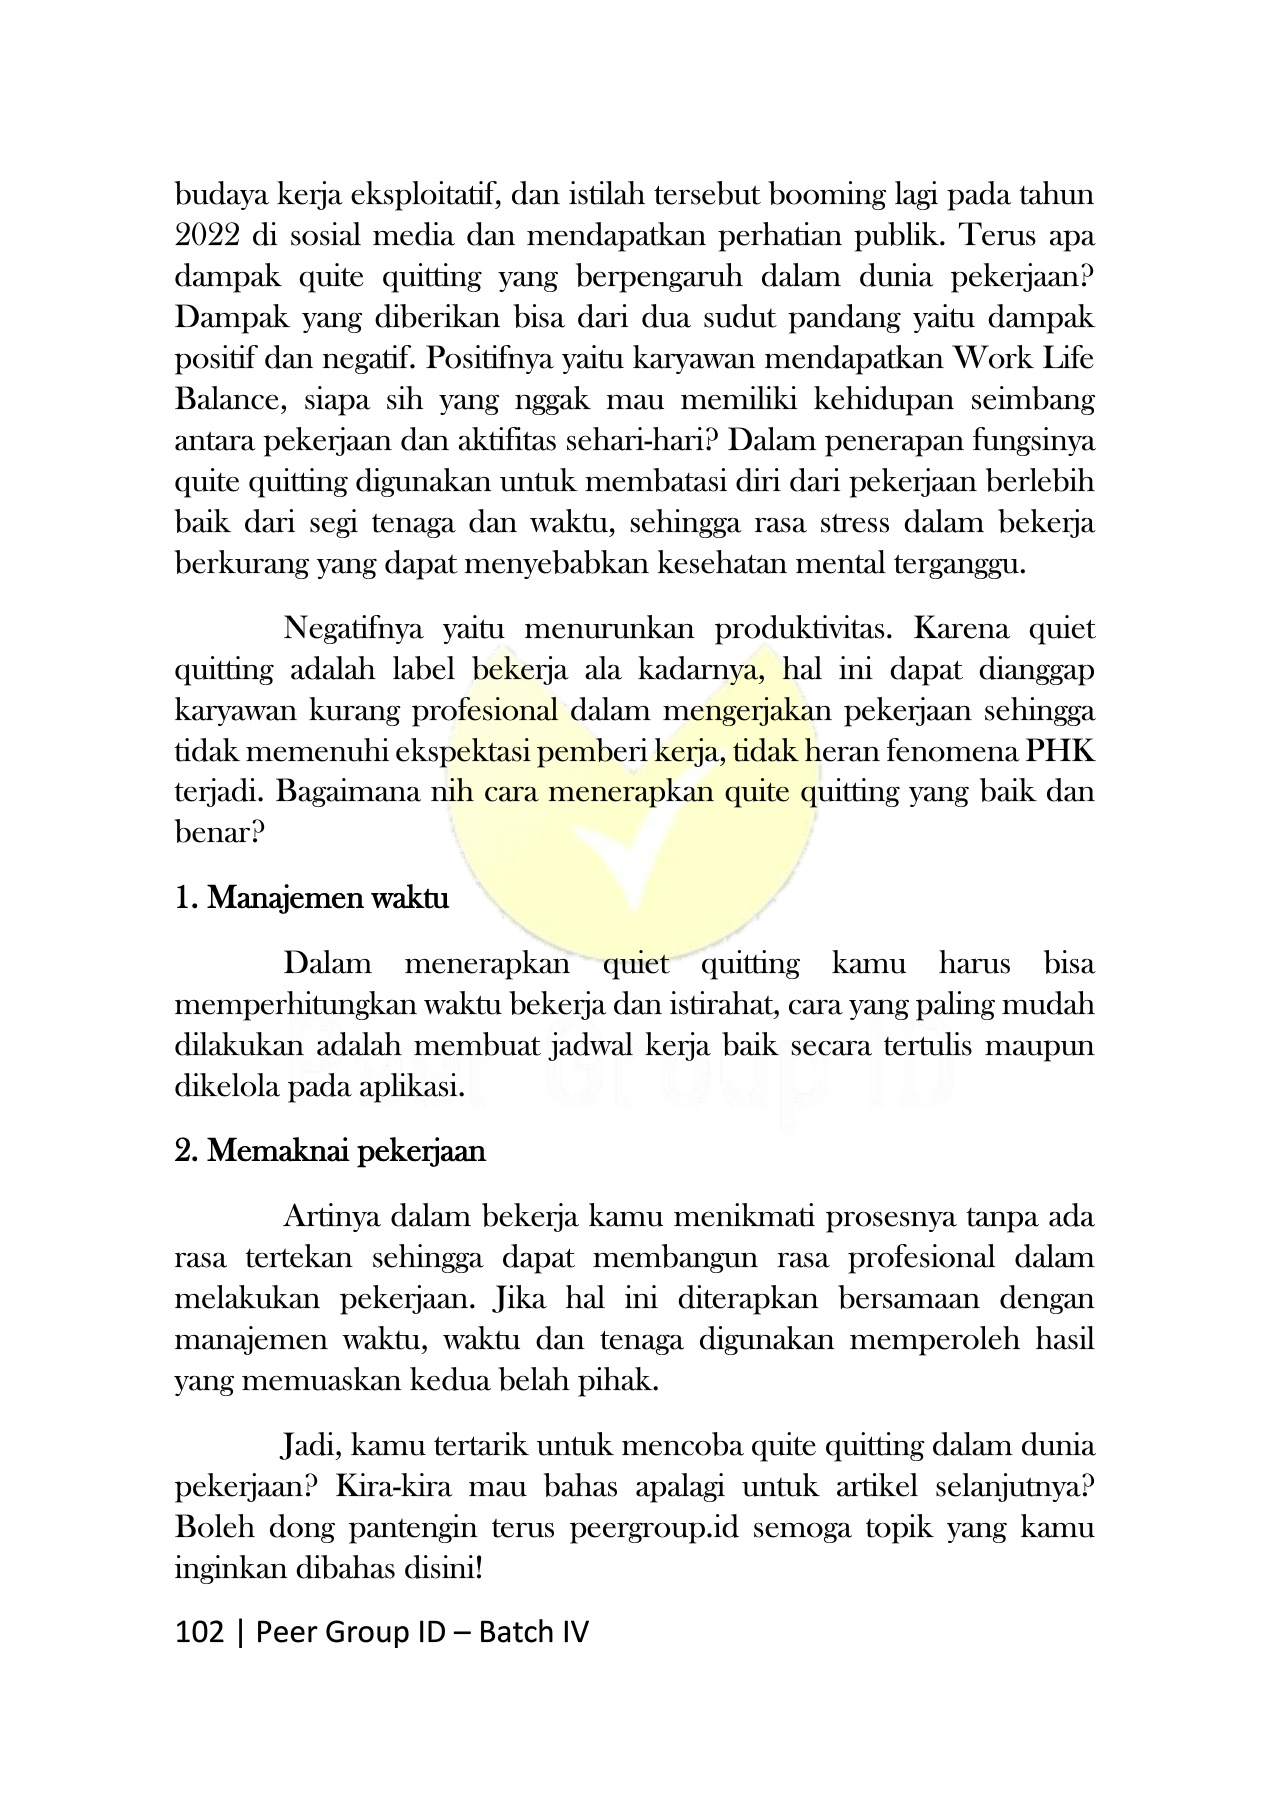 budaya kerja eksploitatif, dan istilah tersebut booming lagi pada tahun
2022 di sosial media dan mendapatkan perhatian publik. Terus apa
dampak quite quitting yang berpengaruh dalam dunia pekerjaan?
Dampak yang diberikan bisa dari dua sudut pandang yaitu dampak
positif dan negatif. Positifnya yaitu karyawan mendapatkan Work Life
Balance, siapa sih yang nggak mau memiliki kehidupan seimbang
antara pekerjaan dan aktifitas sehari-hari? Dalam penerapan fungsinya
quite quitting digunakan untuk membatasi diri dari pekerjaan berlebih
baik dari segi tenaga dan waktu, sehingga rasa stress dalam bekerja
berkurang yang dapat menyebabkan kesehatan mental terganggu.
Negatifnya yaitu menurunkan produktivitas. Karena quiet
quitting adalah label bekerja ala kadarnya, hal ini dapat dianggap
karyawan kurang profesional dalam mengerjakan pekerjaan sehingga
tidak memenuhi ekspektasi pemberi kerja, tidak heran fenomena PHK
terjadi. Bagaimana nih cara menerapkan quite quitting yang baik dan
benar?
1. Manajemen waktu
Dalam menerapkan quiet quitting kamu harus bisa
memperhitungkan waktu bekerja dan istirahat, cara yang paling mudah
dilakukan adalah membuat jadwal kerja baik secara tertulis maupun
dikelola pada aplikasi.
Peer Group ID
2. Memaknai pekerjaan
Artinya dalam bekerja kamu menikmati prosesnya tanpa ada
rasa tertekan sehingga dapat membangun rasa profesional dalam
melakukan pekerjaan. Jika hal ini diterapkan bersamaan dengan
manajemen waktu, waktu dan tenaga digunakan memperoleh hasil
yang memuaskan kedua belah pihak.
Jadi, kamu tertarik untuk mencoba quite quitting dalam dunia
pekerjaan? Kira-kira mau bahas apalagi untuk artikel selanjutnya?
Boleh dong pantengin terus peergroup.id semoga topik yang kamu
inginkan dibahas disini!
102 | Peer Group ID – Batch IV